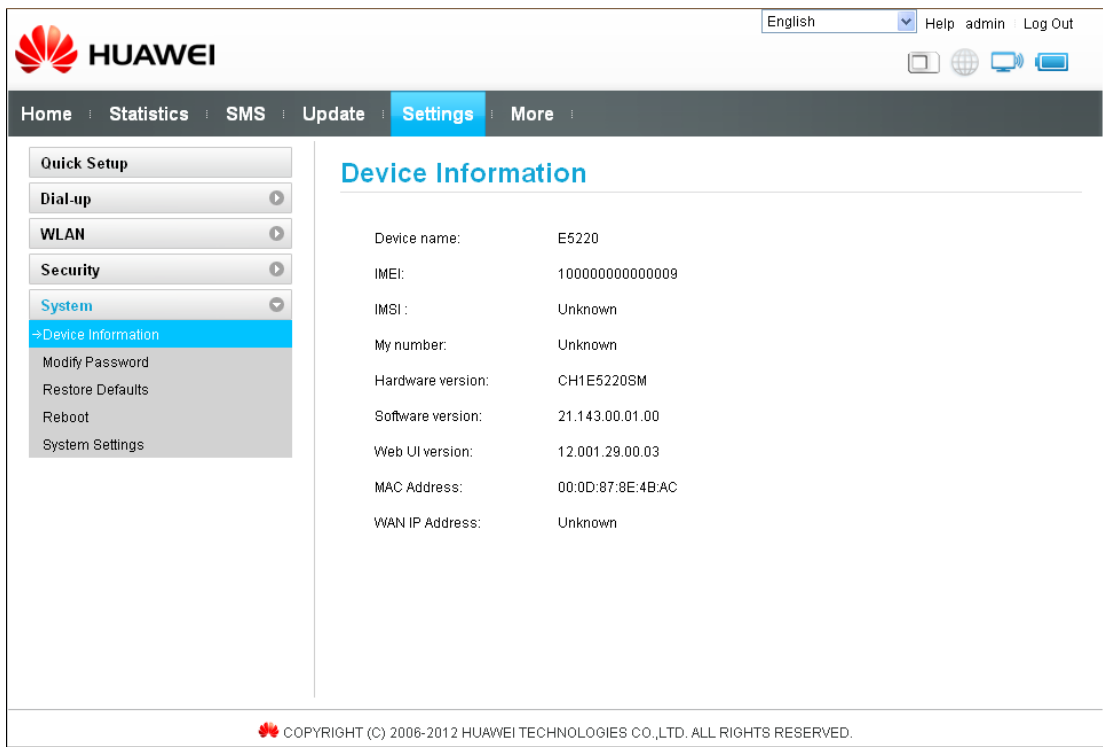 English Help admin Log Out
HUAWEI
Home Statistics SMS Update Settings More
Quick Setup
Dial-up
WLAN
Security
System
→Device Information
Modify Password
Restore Defaults
Reboot
System Settings
Device Information
Device name: E5220
IMEI: 100000000000009
IMSI : Unknown
My number: Unknown
Hardware version: CH1E5220SM
Software version: 21.143.00.01.00
Web UI version: 12.001.29.00.03
MAC Address: 00:0D:87:8E:4B:AC
WAN IP Address: Unknown
COPYRIGHT (C) 2006-2012 HUAWEI TECHNOLOGIES CO.,LTD. ALL RIGHTS RESERVED.